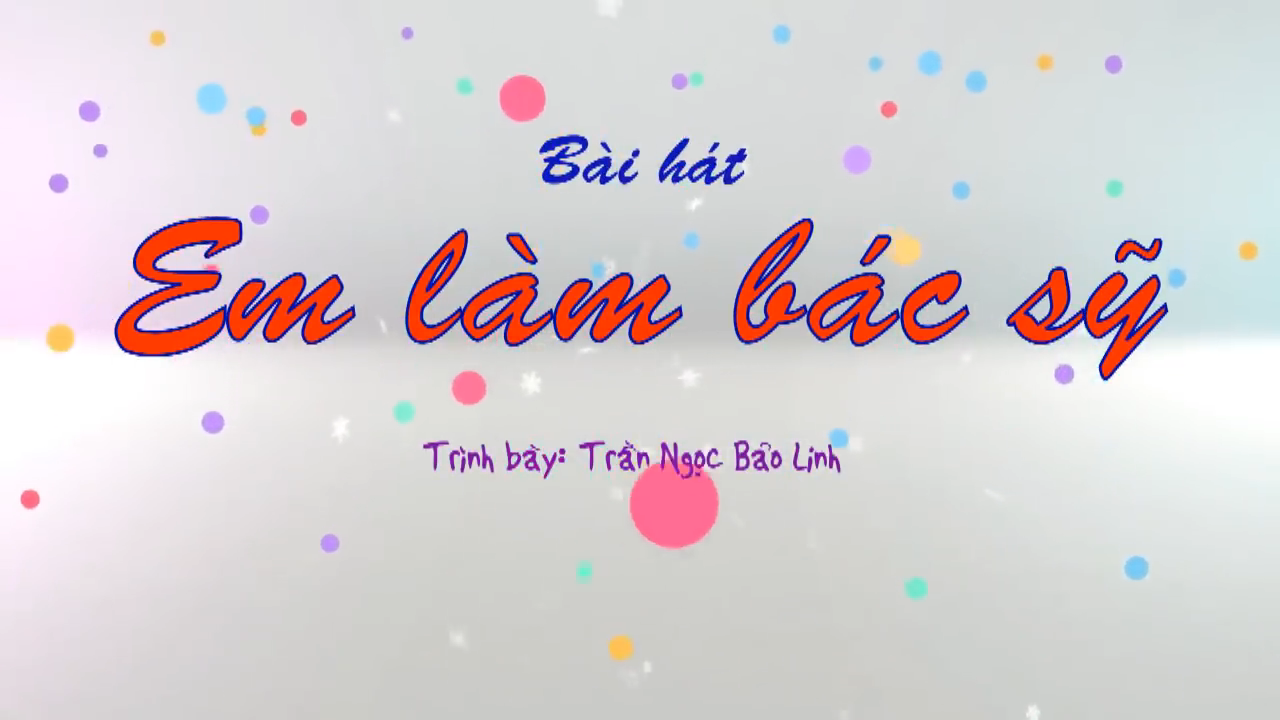 Bài hát
Em làm bác sỹ
Trình bày: Trần Ngọc Bảo Linh